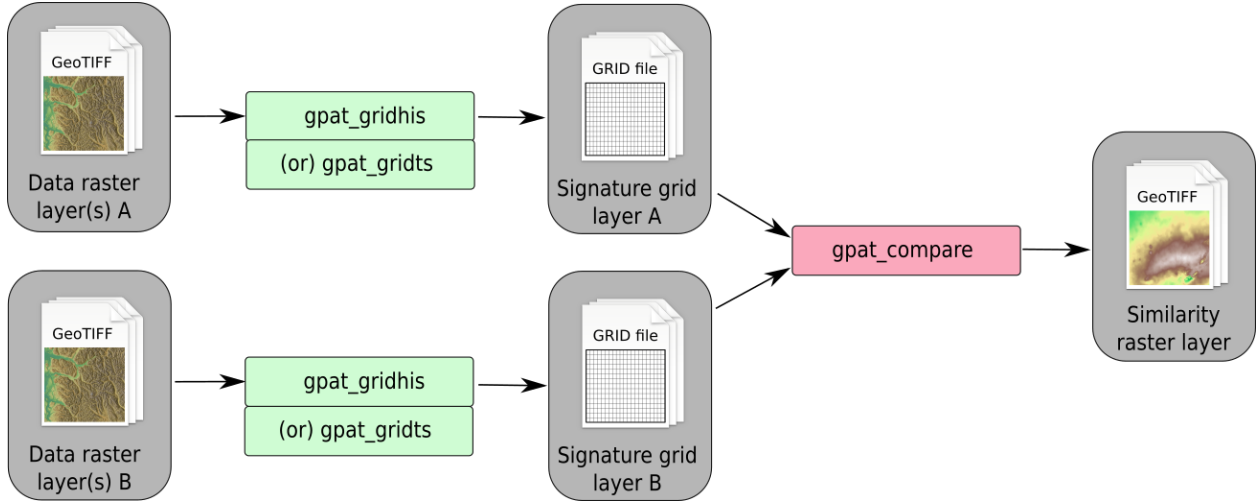 GeoTIFF
Data raster
layer(s) A
gpat_gridhis
(or) gpat_gridts
GRID file
Signature grid
layer A
GeoTIFF
Data raster
layer(s) B
gpat_gridhis
(or) gpat_gridts
GRID file
Signature grid
layer B
gpat_compare
GeoTIFF
Similarity
raster layer